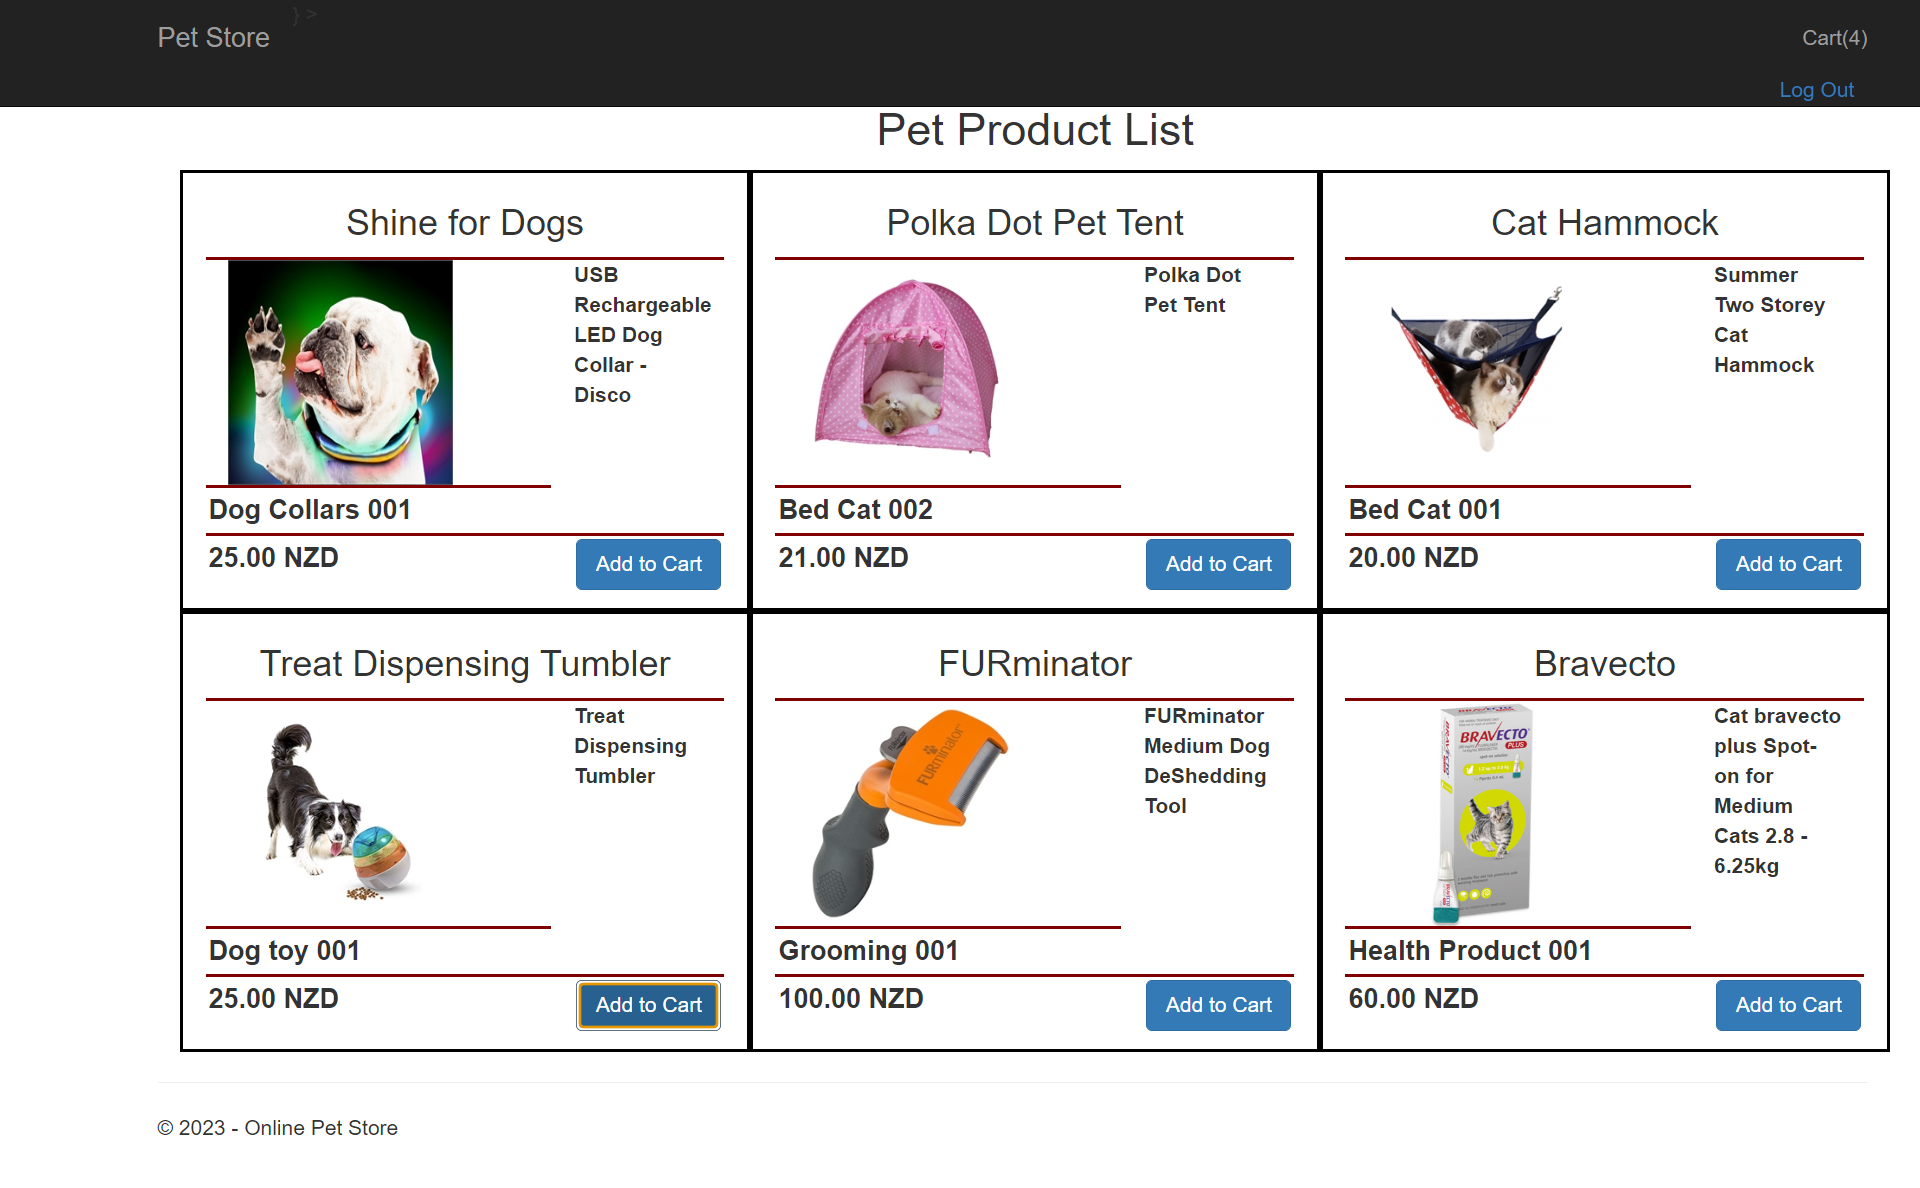 } >
Pet Store
Cart(4)
Log Out
Pet Product List
Shine for Dogs
USB
Rechargeable
LED Dog
Collar -
Disco
Dog Collars 001
25.00 NZD
Add to Cart
Polka Dot Pet Tent
Polka Dot
Pet Tent
Bed Cat 002
21.00 NZD
Add to Cart
Cat Hammock
Summer
Two Storey
Cat
Hammock
Bed Cat 001
20.00 NZD
Add to Cart
Treat Dispensing Tumbler
Treat
Dispensing
Tumbler
Dog toy 001
25.00 NZD
Add to Cart
FURminator
FURminator
FURminator
Medium Dog
DeShedding
Tool
Grooming 001
100.00 NZD
Add to Cart
Bravecto
BRAVECTO
PLUS
Cat bravecto
plus Spot-
on for
Medium
Cats 2.8 -
6.25kg
Health Product 001
60.00 NZD
Add to Cart
© 2023 - Online Pet Store